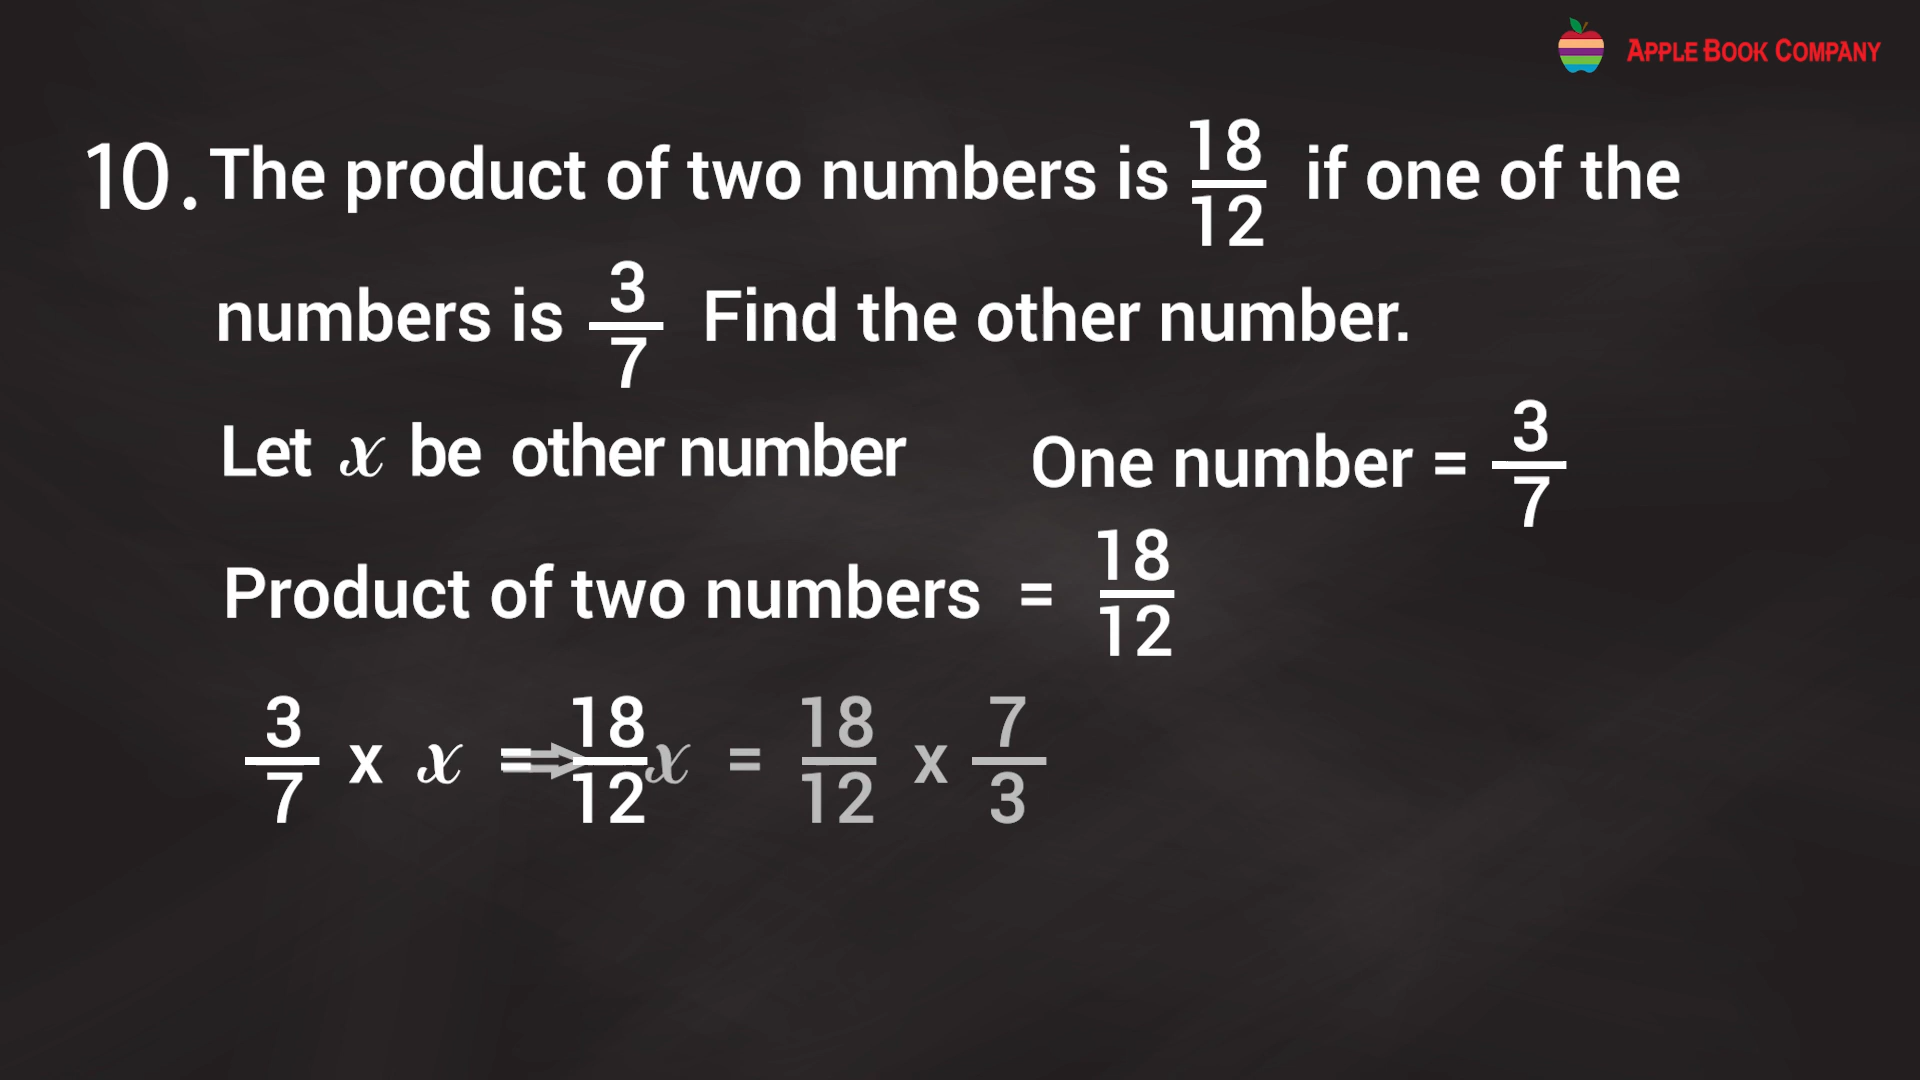 APPLE BOOK COMPANY
10. The product of two numbers is 18/12 if one of the
numbers is 3/7 Find the other number.
Let x be other number One number = 3/7
Product of two numbers = 18/12
3/7 x x = 18/12 ⇒ x = 18/12 x 7/3